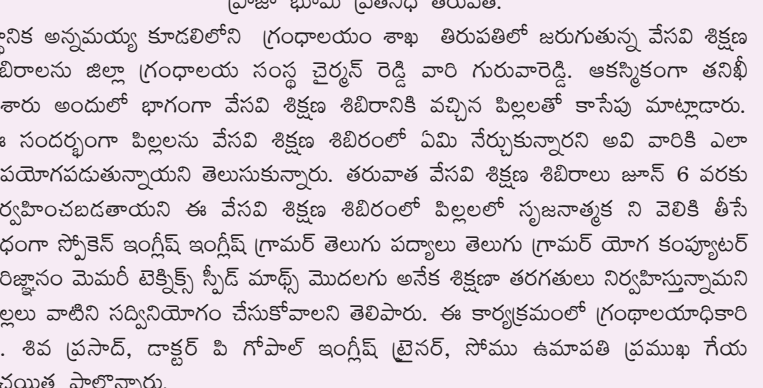 ప్రజా భూమి ప్రతినిధి తిరుపతి.
అన్నమయ్య కూడలిలోని గ్రంధాలయం శాఖ తిరుపతిలో జరుగుతున్న వేసవి శిక్షణ
జిల్లా గ్రంధాలయ సంస్థ చైర్మన్ రెడ్డి వారి గురువారెడ్డి. ఆకస్మికంగా తనిఖీ
అందులో భాగంగా వేసవి శిక్షణ శిబిరానికి వచ్చిన పిల్లలతో కాసేపు మాట్లాడారు.
సందర్భంగా పిల్లలను వేసవి శిక్షణ శిబిరంలో ఏమి నేర్చుకున్నారని అవి వారికి ఎలా
పయోగపడుతున్నాయని తెలుసుకున్నారు. తరువాత వేసవి శిక్షణ శిబిరాలు జూన్ 6 వరకు
ర్వహించబడతాయని ఈ వేసవి శిక్షణ శిబిరంలో పిల్లలలో సృజనాత్మక ని వెలికి తీసే
ధంగా స్పోకెన్ ఇంగ్లీష్ ఇంగ్లీష్ గ్రామర్ తెలుగు పద్యాలు తెలుగు గ్రామర్ యోగ కంప్యూటర్
రిజ్ఞానం మెమరీ టెక్నిక్స్ స్పీడ్ మాథ్స్ మొదలగు అనేక శిక్షణా తరగతులు నిర్వహిస్తున్నామని
ల్లలు వాటిని సద్వినియోగం చేసుకోవాలని తెలిపారు. ఈ కార్యక్రమంలో గ్రంథాలయాధికారి
. శివ ప్రసాద్, డాక్టర్ పి గోపాల్ ఇంగ్లీష్ ట్రైనర్, సోము ఉమాపతి ప్రముఖ గేయ
పాల్గొన్నారు.